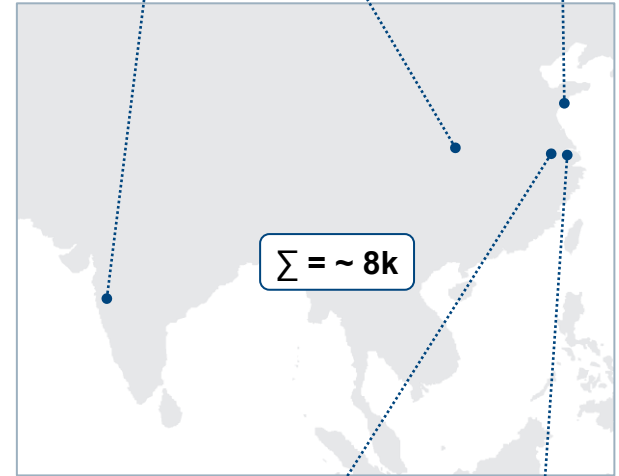 ∑ = ~ 8k